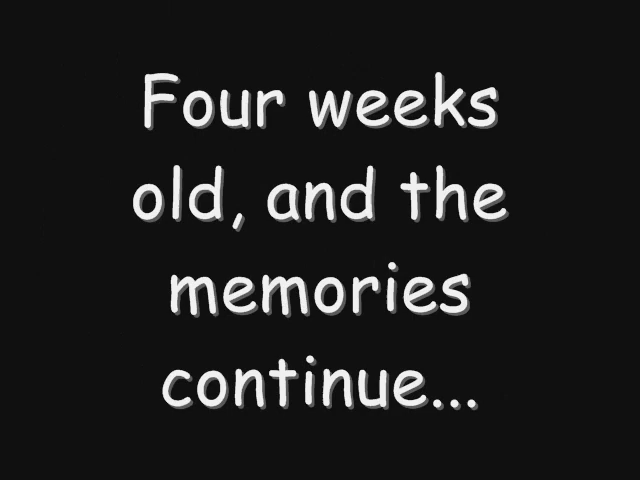 Four weeks
old, and the
memories
continue...